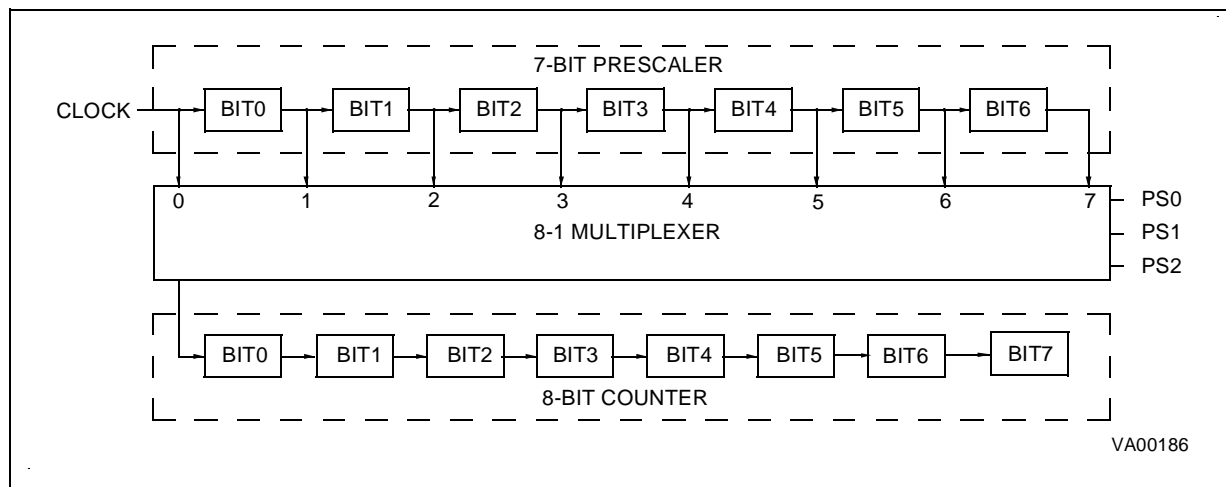 7-BIT PRESCALER
CLOCK BIT0 BIT1 BIT2 BIT3 BIT4 BIT5 BIT6
0 1 2 3 4 5 6 7
PS0
8-1 MULTIPLEXER
PS1
PS2
BIT0 BIT1 BIT2 BIT3 BIT4 BIT5 BIT6 BIT7
8-BIT COUNTER
VA00186